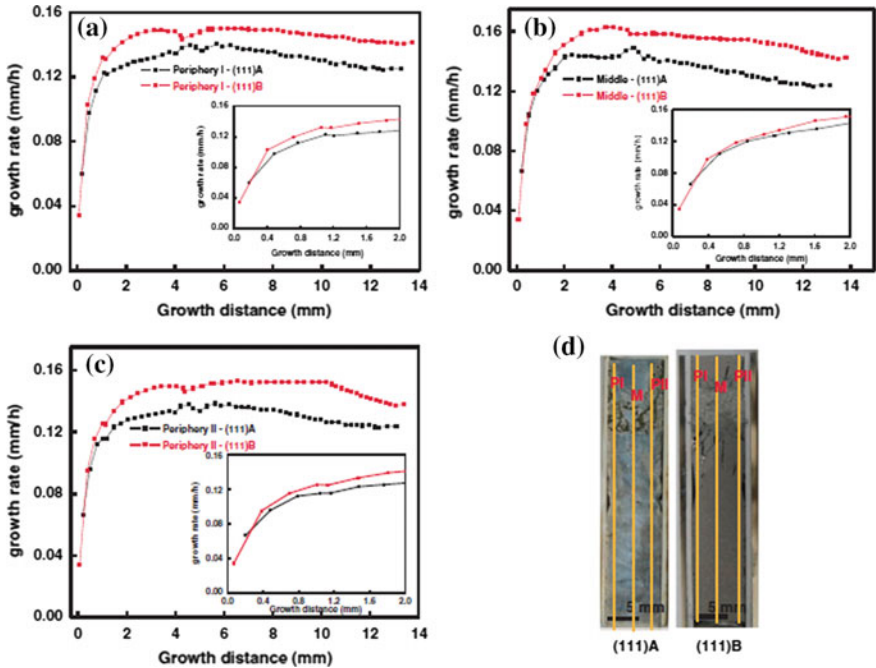 (a)
growth rate (mm/h)
0.16
0.12
0.08
0.04
0.00
Periphery I - (111)A
Periphery I - (111)B
growth rate (mm/h)
0.16
0.12
0.08
0.04
0.00
0.0 0.4 0.8 1.2 1.6 2.0
Growth distance (mm)
0 2 4 6 8 10 12 14
Growth distance (mm)
(b)
growth rate (mm/h)
0.16
0.12
0.08
0.04
0.00
Middle - (111)A
Middle - (111)B
growth rate (mm/h)
0.16
0.12
0.08
0.04
0.00
0.0 0.4 0.8 1.2 1.6 2.0
Growth distance (mm)
0 2 4 6 8 10 12 14
Growth distance (mm)
(c)
growth rate (mm/h)
0.16
0.12
0.08
0.04
0.00
Periphery II - (111)A
Periphery II - (111)B
growth rate (mm/h)
0.16
0.12
0.08
0.04
0.00
0.0 0.4 0.8 1.2 1.6 2.0
Growth distance (mm)
0 2 4 6 8 10 12 14
Growth distance (mm)
(d)
PI M PII
PI M PII
5 mm
5 mm
(111)A
(111)B